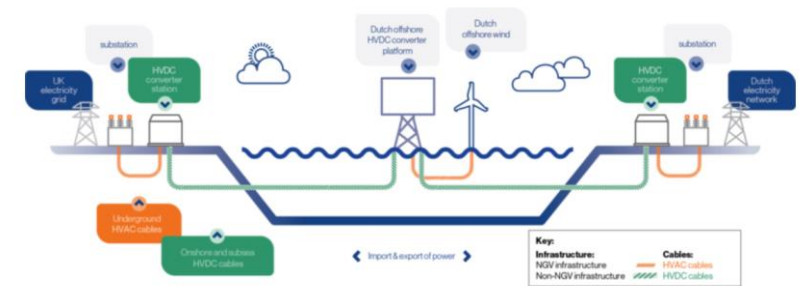 Dutch offshore
HVDC converter
platform
Dutch
offshore wind
substation
substation
HVDC
converter
station
HVDC
converter
station
UK
electricity
grid
Dutch
electricity
network
Underground
HVAC cables
Onshore and subsea
HVDC cables
Import & export of power
Key:
Infrastructure:
Cables:
NGV infrastructure
HVAC cables
Non-NGV infrastructure
HVDC cables